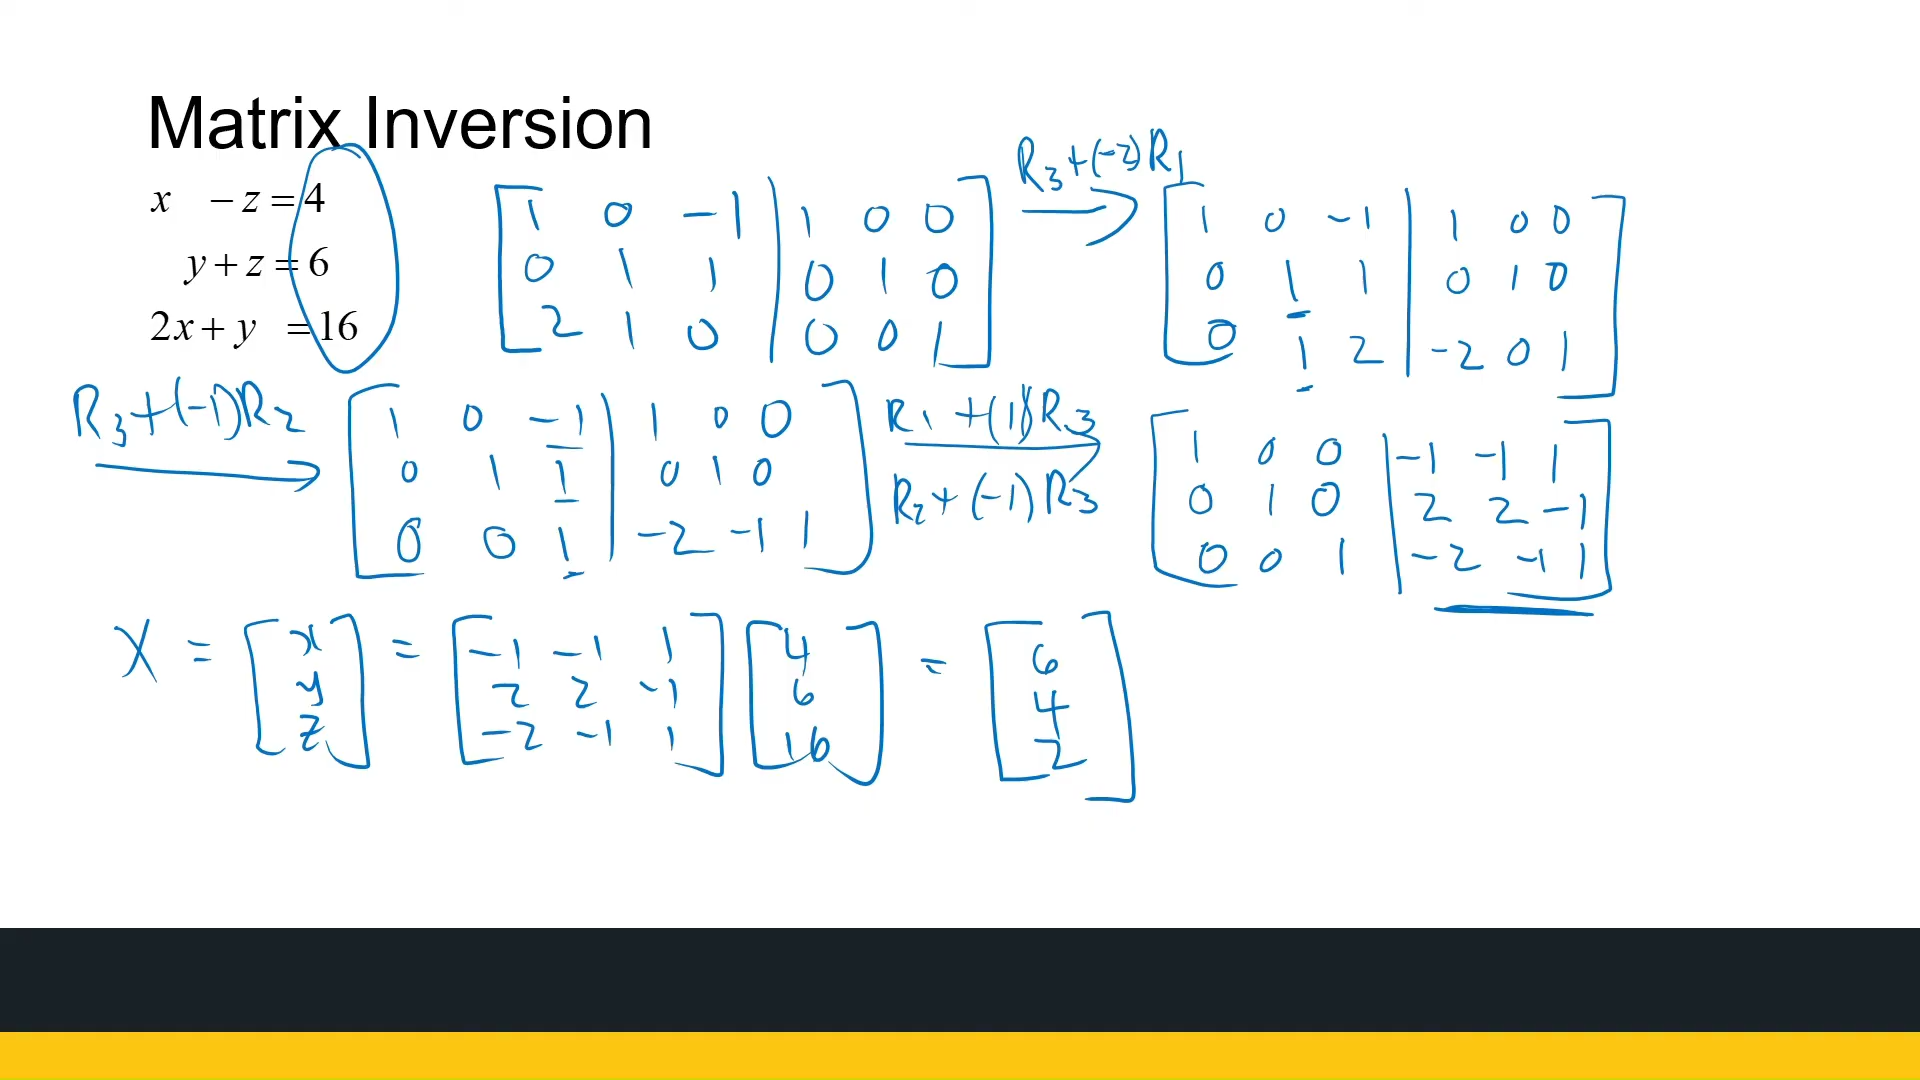 Matrix Inversion
x - z = 4
y + z = 6
2x + y = 16
1 0 -1 | 1 0 0
0 1 1 | 0 1 0
2 1 0 | 0 0 1
R3+(-2)R1
1 0 -1 | 1 0 0
0 1 1 | 0 1 0
0 1 2 | -2 0 1
R3+(-1)R2
1 0 -1 | 1 0 0
0 1 1 | 0 1 0
0 0 1 | -2 -1 1
R1 +(1)R3
R2+(-1)R3
1 0 0 | -1 -1 1
0 1 0 | 2 2 -1
0 0 1 | -2 -1 1
X = [x = [-1 -1 1] [4 = [6
y 2 2 -1 6 4
z] -2 -1 1 16] 2]